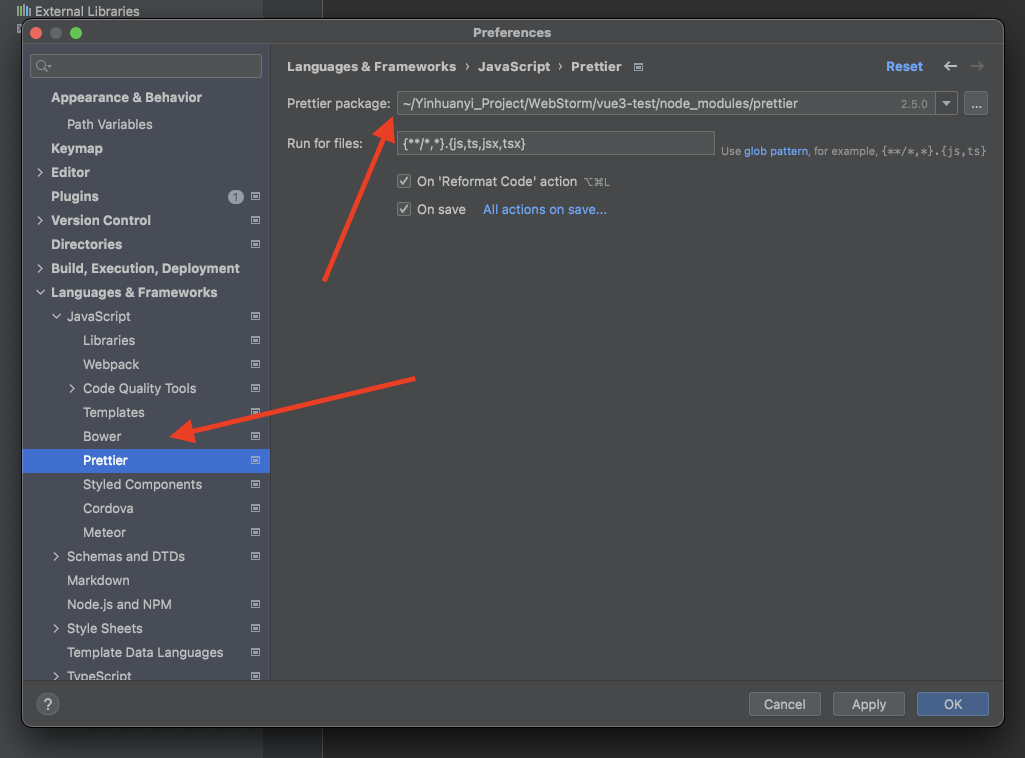 External Libraries
Preferences
Appearance & Behavior
Path Variables
Keymap
Editor
Plugins 1
Version Control
Directories
Build, Execution, Deployment
Languages & Frameworks
JavaScript
Libraries
Webpack
Code Quality Tools
Templates
Bower
Prettier
Styled Components
Cordova
Meteor
Schemas and DTDs
Markdown
Node.js and NPM
Style Sheets
Template Data Languages
TypeScript
Languages & Frameworks › JavaScript › Prettier Reset
Prettier package: ~/Yinhuanyi_Project/WebStorm/vue3-test/node_modules/prettier 2.5.0 ...
Run for files: {**/*,*}.{js,ts,jsx,tsx} Use glob pattern, for example, {**/*,*}.{js,ts}
On 'Reformat Code' action ⌥⌘L
On save All actions on save...
? Cancel Apply OK